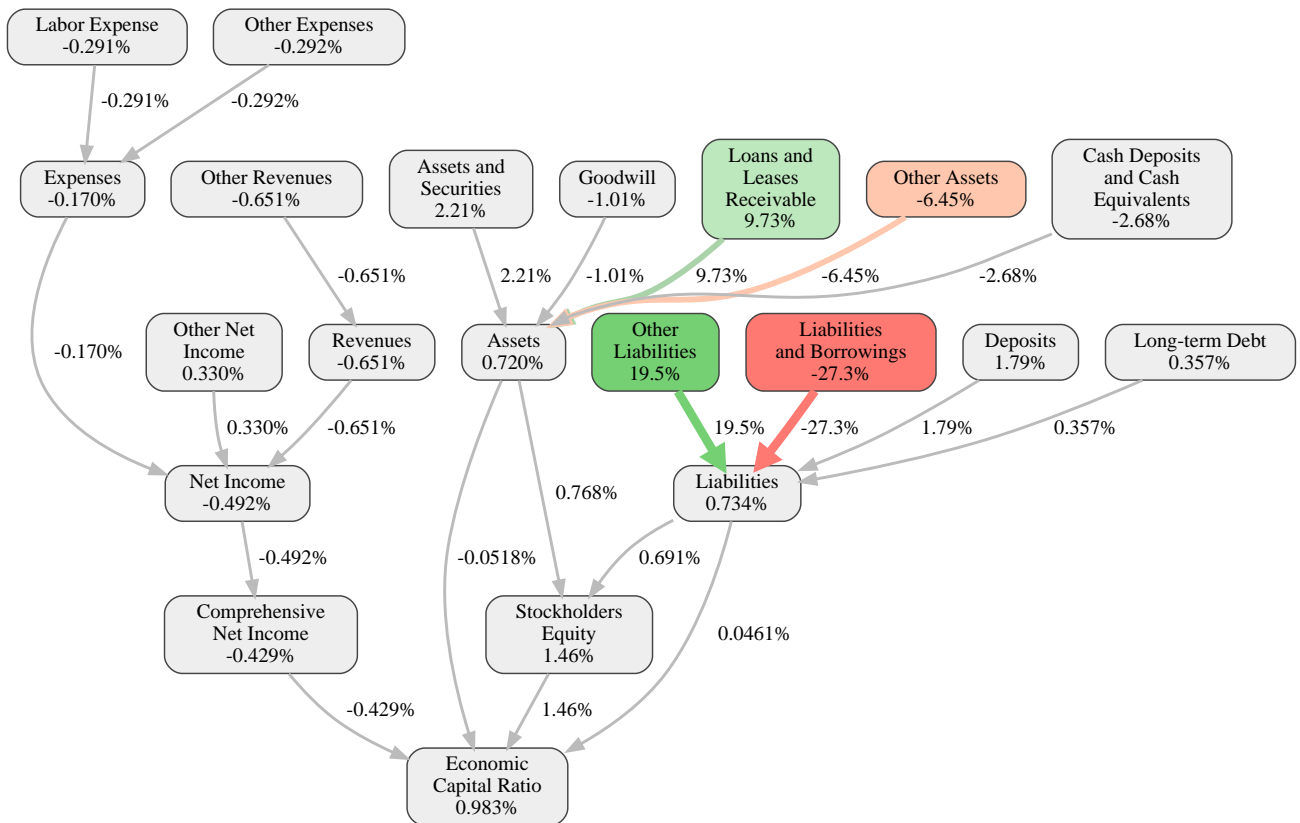 Labor Expense
-0.291%
Other Expenses
-0.292%
-0.291%
-0.292%
Expenses
-0.170%
Other Revenues
-0.651%
Assets and
Securities
2.21%
Goodwill
-1.01%
Loans and
Leases
Receivable
9.73%
Other Assets
-6.45%
Cash Deposits
and Cash
Equivalents
-2.68%
-0.651%
2.21%
-1.01%
9.73%
-6.45%
-2.68%
-0.170%
Other Net
Income
0.330%
Revenues
-0.651%
Assets
0.720%
Other
Liabilities
19.5%
Liabilities
and Borrowings
-27.3%
Deposits
1.79%
Long-term Debt
0.357%
0.330%
-0.651%
19.5%
-27.3%
1.79%
0.357%
Net Income
-0.492%
0.768%
Liabilities
0.734%
-0.492%
-0.0518%
0.691%
Comprehensive
Net Income
-0.429%
Stockholders
Equity
1.46%
0.0461%
-0.429%
1.46%
Economic
Capital Ratio
0.983%